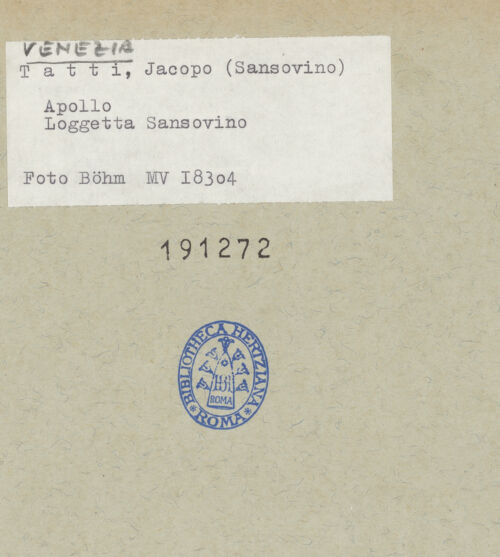 VENEZIA
T a t t i, Jacopo (Sansovino)
Apollo
Loggetta Sansovino
Foto Böhm MV I83o4
191272
BIBLIOTHECA HERTZIANA
ROMA
* ROMA *